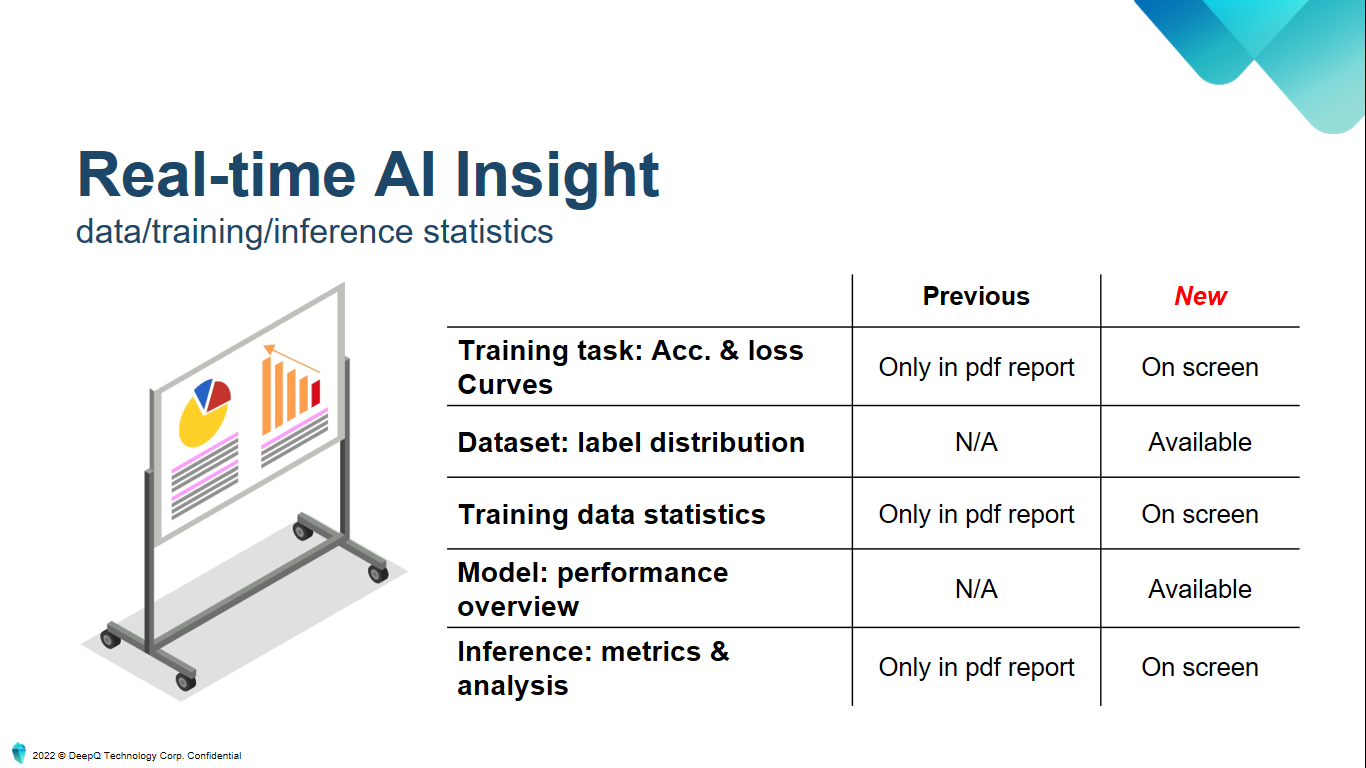 Real-time AI Insight
data/training/inference statistics
Previous New
Training task: Acc. & loss
Curves
Only in pdf report On screen
Dataset: label distribution N/A Available
Training data statistics Only in pdf report On screen
Model: performance
overview
N/A Available
Inference: metrics &
analysis
Only in pdf report On screen
2022 © DeepQ Technology Corp. Confidential